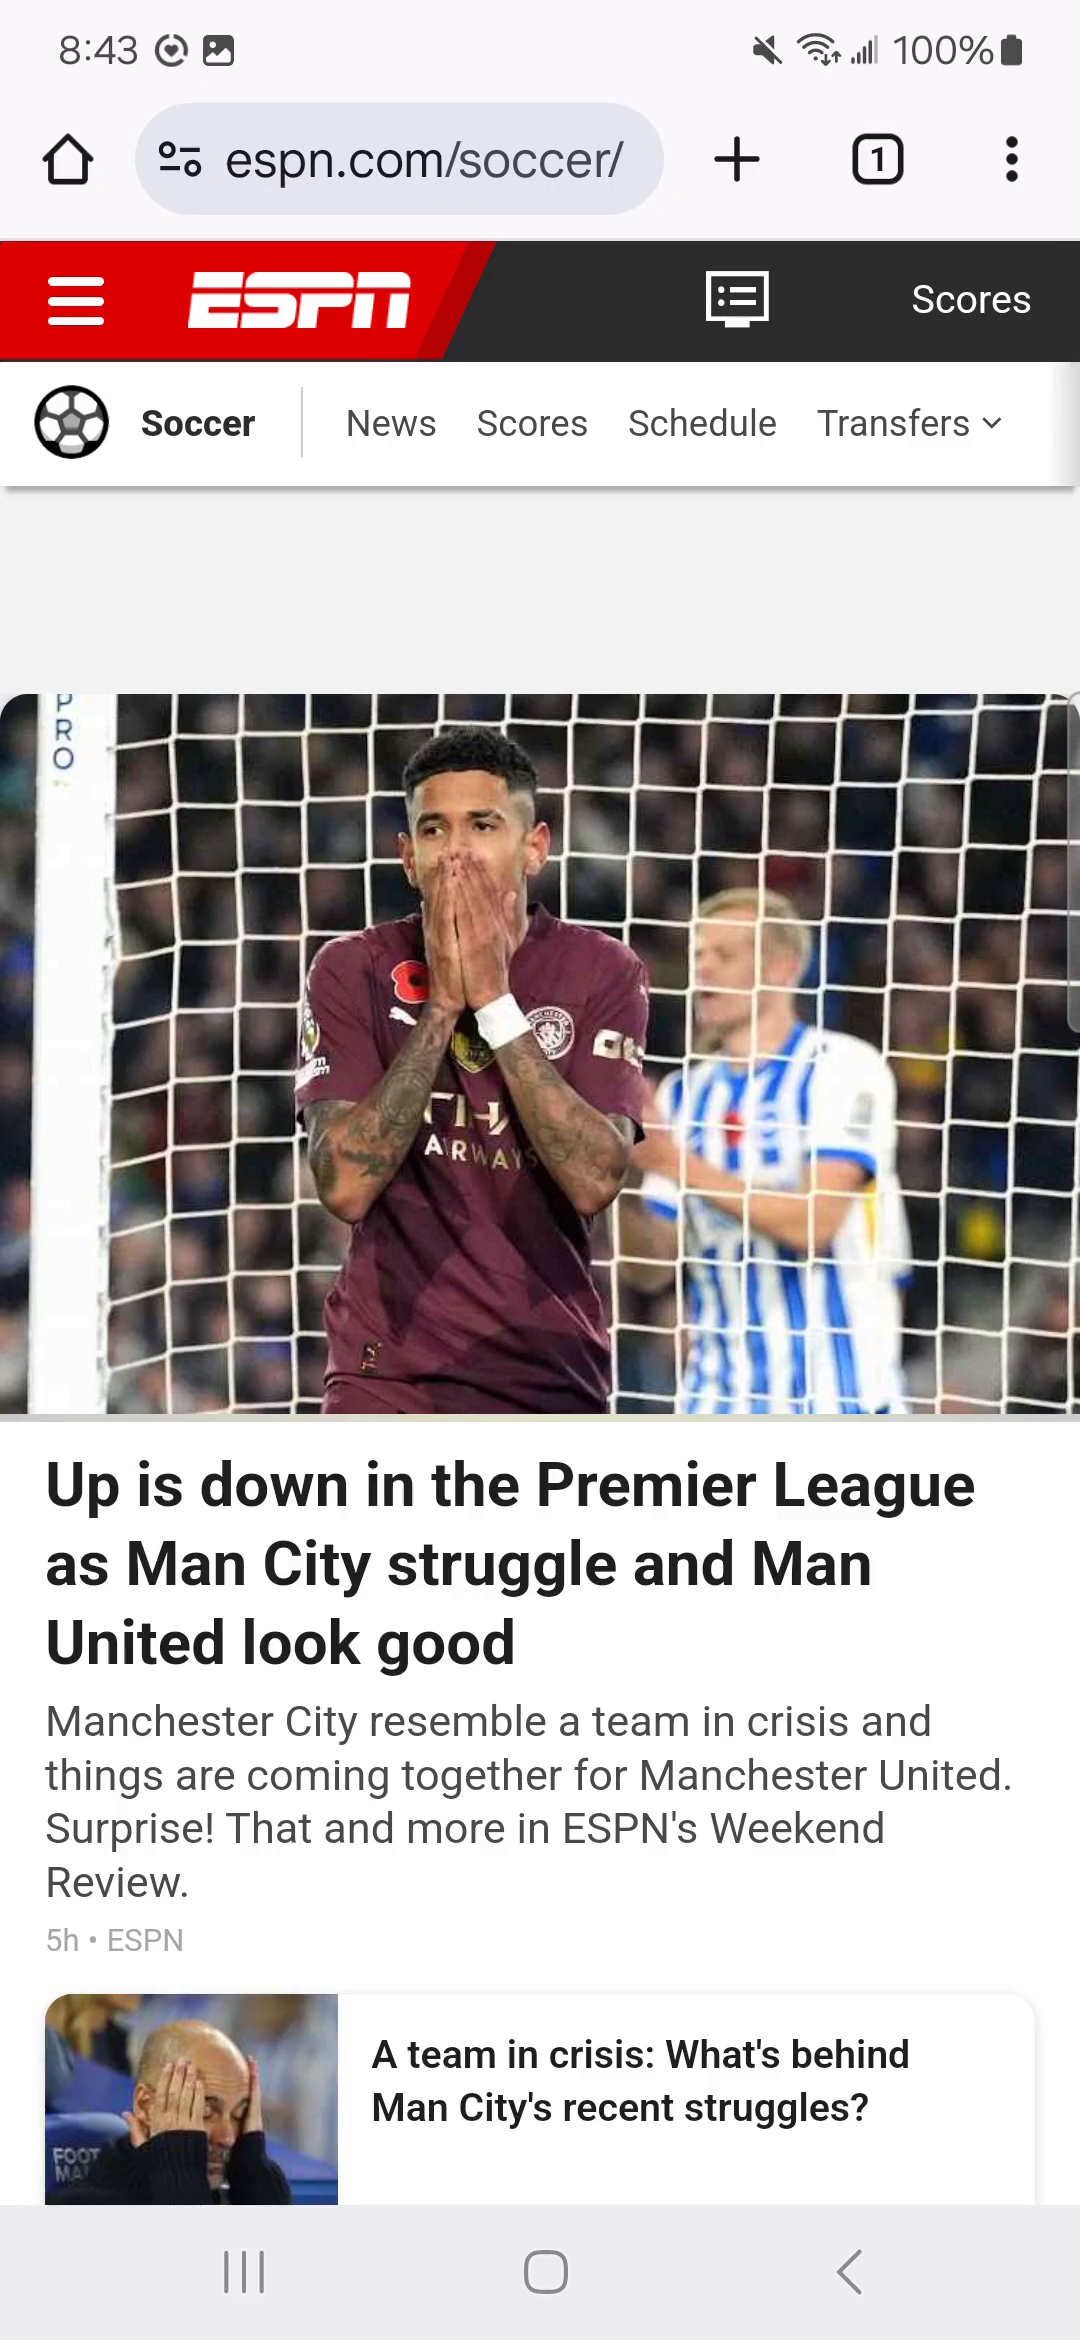 8:43 100%
espn.com/soccer/ 1
ESPN Scores
Soccer News Scores Schedule Transfers
PRO
AIRWAYS
Up is down in the Premier League
as Man City struggle and Man
United look good
Manchester City resemble a team in crisis and
things are coming together for Manchester United.
Surprise! That and more in ESPN's Weekend
Review.
5h • ESPN
A team in crisis: What's behind
Man City's recent struggles?
FOOT
MA